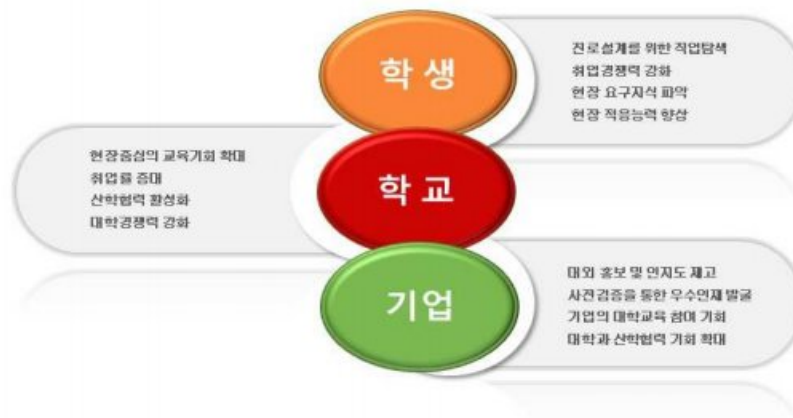 학생
진로설계를 위한 직업탐색
취업경쟁력 강화
현장 요구지식 파악
현장 적응능력 향상
학교
현장중심의 교육기회 확대
취업률 증대
산학협력 활성화
대학경쟁력 강화
기업
대외 홍보 및 인지도 제고
사전검증을 통한 우수인재 발굴
기업의 대학교육 참여 기회
대학과 산학협력 기회 확대